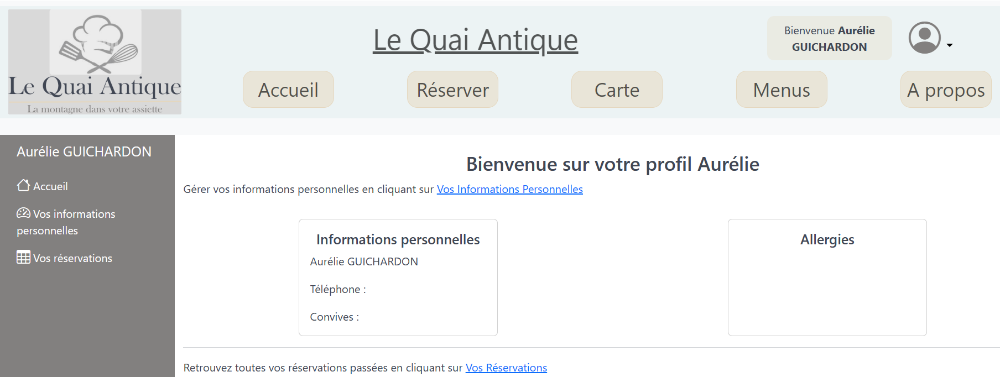 Le Quai Antique
La montagne dans votre assiette
Le Quai Antique
Bienvenue Aurélie
GUICHARDON
Accueil
Réserver
Carte
Menus
A propos
Aurélie GUICHARDON
Accueil
Vos informations
personnelles
Vos réservations
Bienvenue sur votre profil Aurélie
Gérer vos informations personnelles en cliquant sur Vos Informations Personnelles
Informations personnelles
Aurélie GUICHARDON
Téléphone :
Convives :
Allergies
Retrouvez toutes vos réservations passées en cliquant sur Vos Réservations